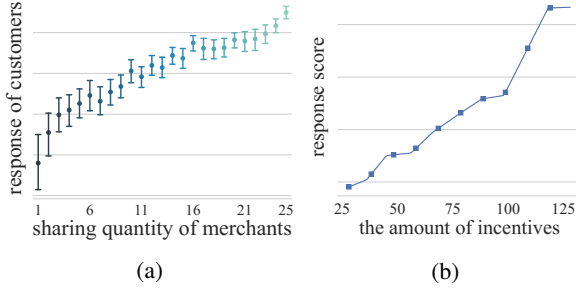 response of customers
1 6 11 16 21 25
sharing quantity of merchants
(a)
response score
25 50 75 100 125
the amount of incentives
(b)